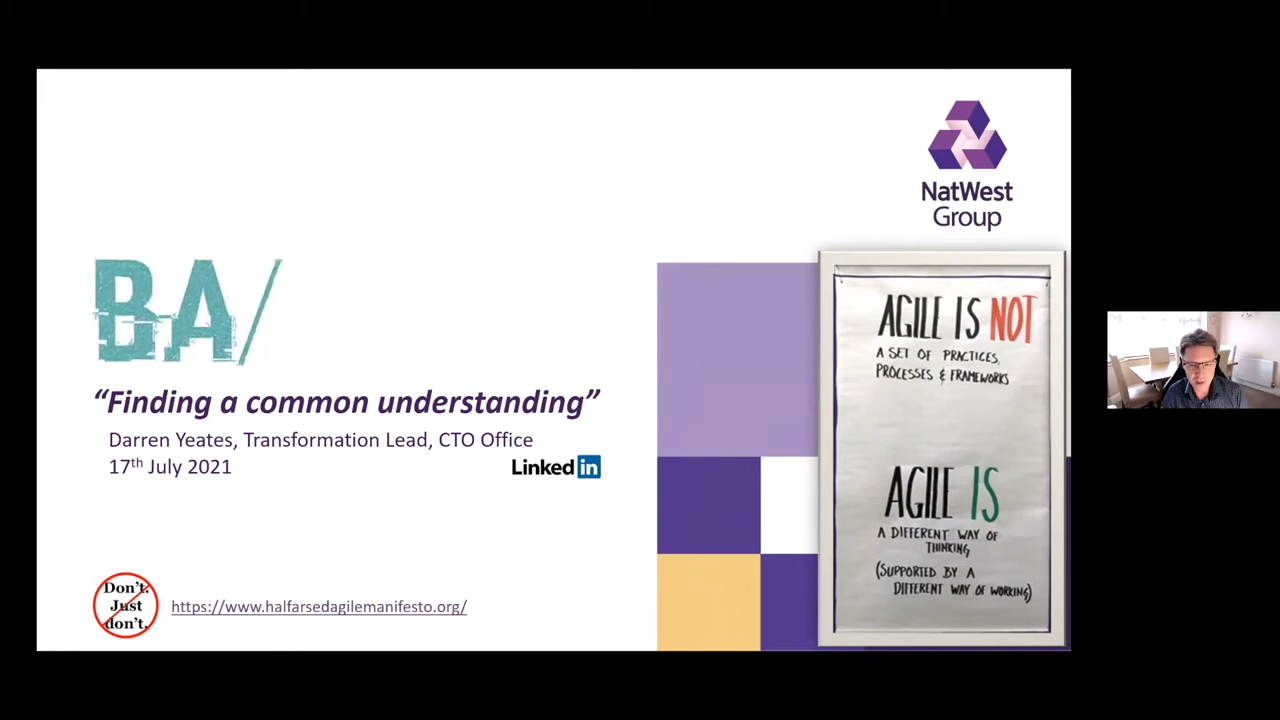 NatWest
Group
BA/
“Finding a common understanding”
Darren Yeates, Transformation Lead, CTO Office
17th July 2021
Linked in
Don't.
Just
don't.
https://www.halfarsedagilemanifesto.org/
AGILE IS NOT
A SET OF PRACTICES,
PROCESSES & FRAMEWORKS
AGILE IS
A DIFFERENT WAY OF
THINKING
(SUPPORTED BY A
DIFFERENT WAY OF WORKING)